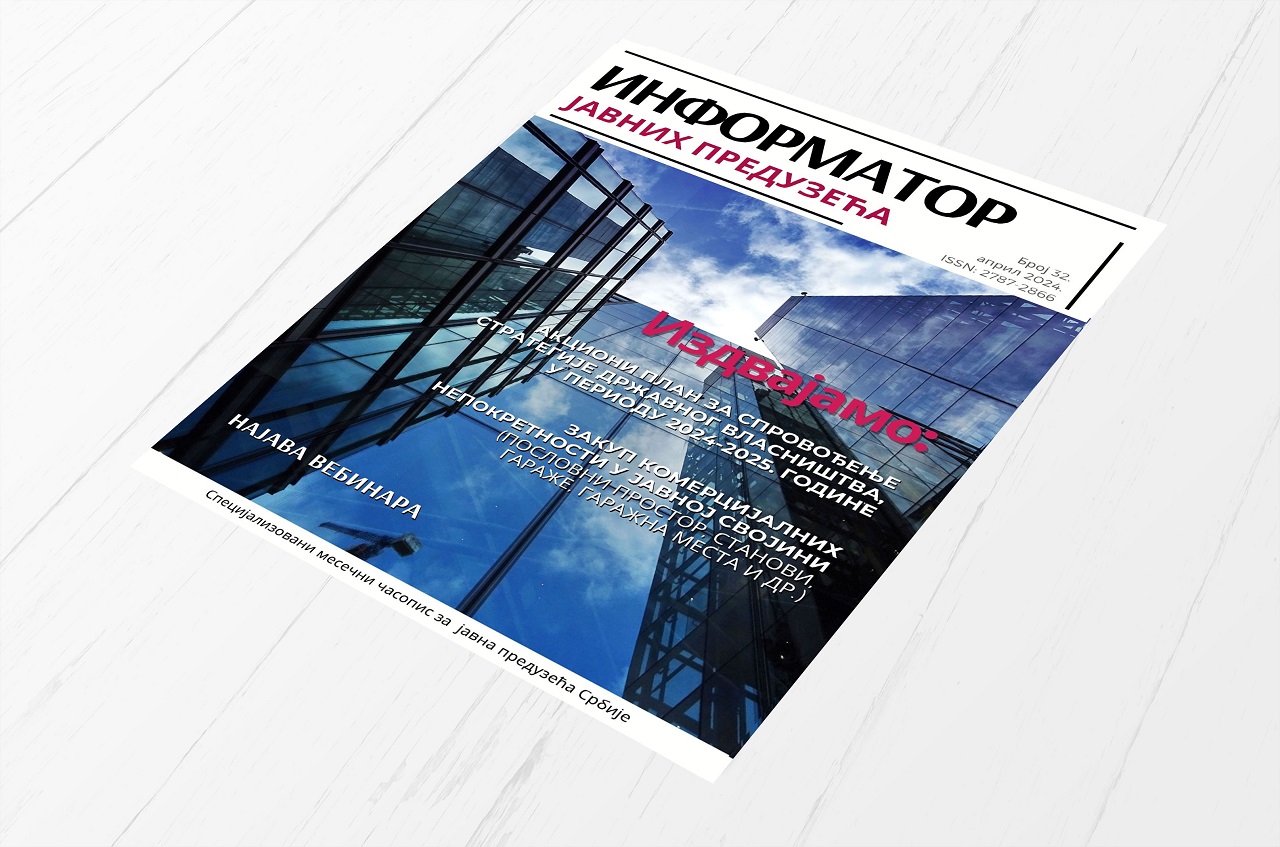 ИНФОРМАТОР
ЈАВНИХ ПРЕДУЗЕЋА
Број 32.
април 2024.
ISSN: 2787-2866
Издвајамо:
АКЦИОНИ ПЛАН ЗА СПРОВОЂЕЊЕ
СТРАТЕГИЈЕ ДРЖАВНОГ ВЛАСНИШТВА,
У ПЕРИОДУ 2024-2025. ГОДИНЕ
ЗАКУП КОМЕРЦИЈАЛНИХ
НЕПОКРЕТНОСТИ У ЈАВНОЈ СВОЈИНИ
(ПОСЛОВНИ ПРОСТОР, СТАНОВИ,
ГАРАЖЕ, ГАРАЖНА МЕСТА И ДР.)
НАЈАВА ВЕБИНАРА
Специјализовани месечни часопис за јавна предузећа Србије